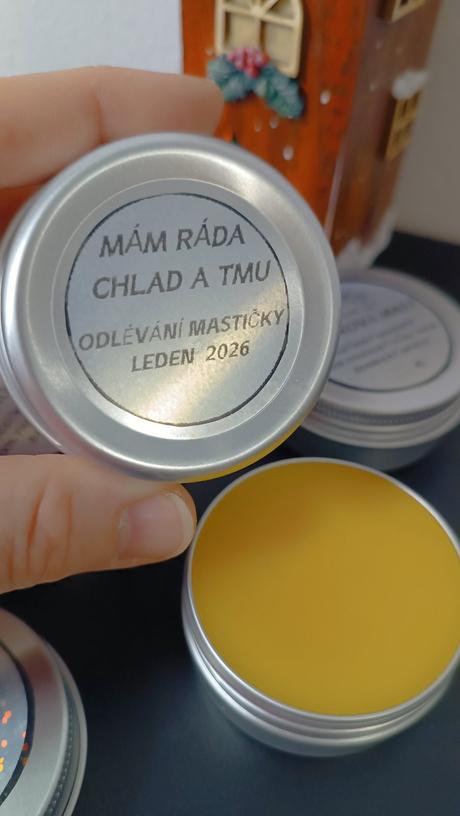 MÁM RÁDA
CHLAD A TMU
ODLÉVÁNÍ MASTIČKY
LEDEN 2026